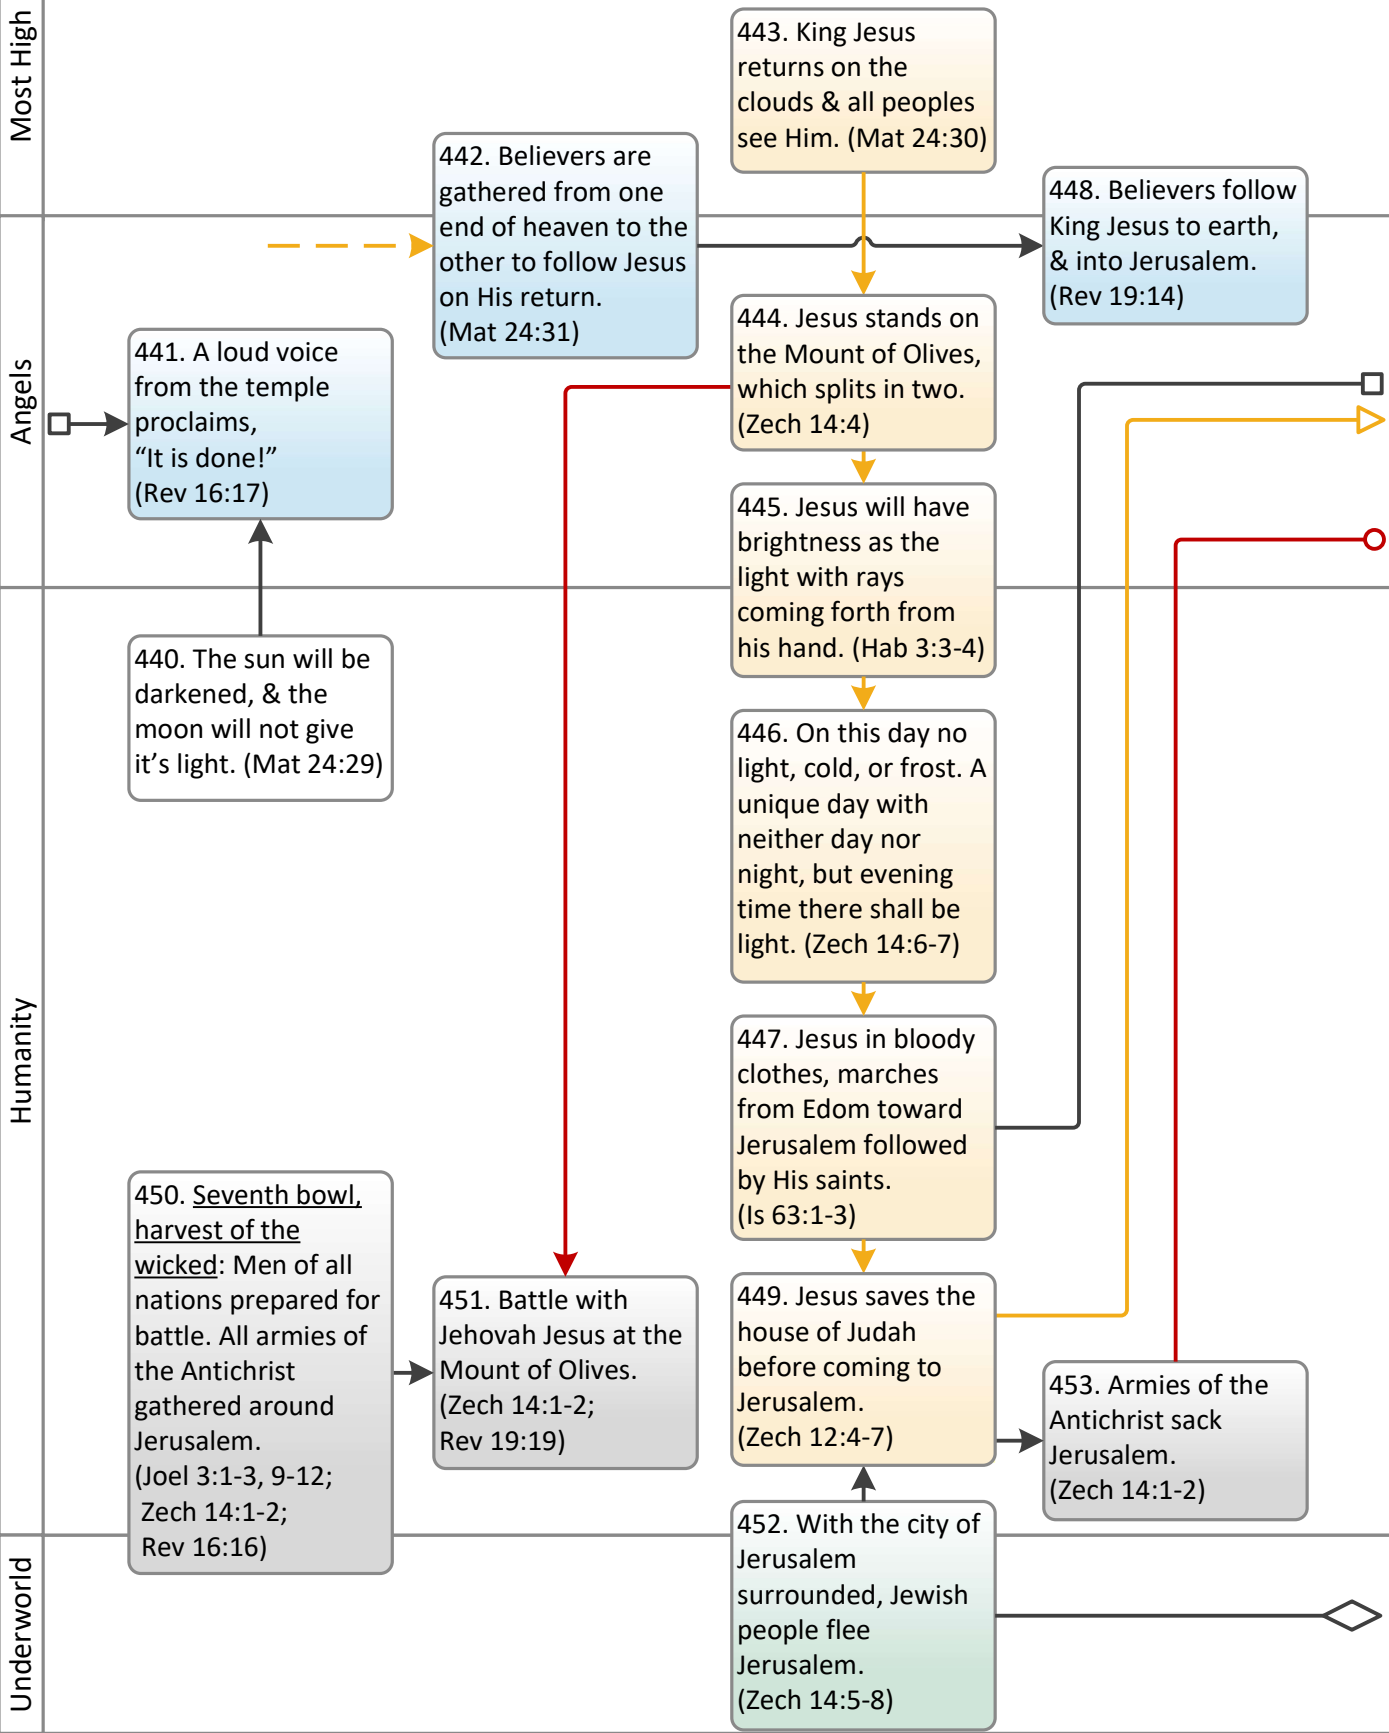 Most High
Angels
Humanity
Underworld
440. The sun will be
darkened, & the
moon will not give
it’s light. (Mat 24:29)
441. A loud voice
from the temple
proclaims,
“It is done!”
(Rev 16:17)
442. Believers are
gathered from one
end of heaven to the
other to follow Jesus
on His return.
(Mat 24:31)
443. King Jesus
returns on the
clouds & all peoples
see Him. (Mat 24:30)
444. Jesus stands on
the Mount of Olives,
which splits in two.
(Zech 14:4)
445. Jesus will have
brightness as the
light with rays
coming forth from
his hand. (Hab 3:3-4)
446. On this day no
light, cold, or frost. A
unique day with
neither day nor
night, but evening
time there shall be
light. (Zech 14:6-7)
447. Jesus in bloody
clothes, marches
from Edom toward
Jerusalem followed
by His saints.
(Is 63:1-3)
448. Believers follow
King Jesus to earth,
& into Jerusalem.
(Rev 19:14)
449. Jesus saves the
house of Judah
before coming to
Jerusalem.
(Zech 12:4-7)
450. Seventh bowl,
harvest of the
wicked: Men of all
nations prepared for
battle. All armies of
the Antichrist
gathered around
Jerusalem.
(Joel 3:1-3, 9-12;
Zech 14:1-2;
Rev 16:16)
451. Battle with
Jehovah Jesus at the
Mount of Olives.
(Zech 14:1-2;
Rev 19:19)
452. With the city of
Jerusalem
surrounded, Jewish
people flee
Jerusalem.
(Zech 14:5-8)
453. Armies of the
Antichrist sack
Jerusalem.
(Zech 14:1-2)